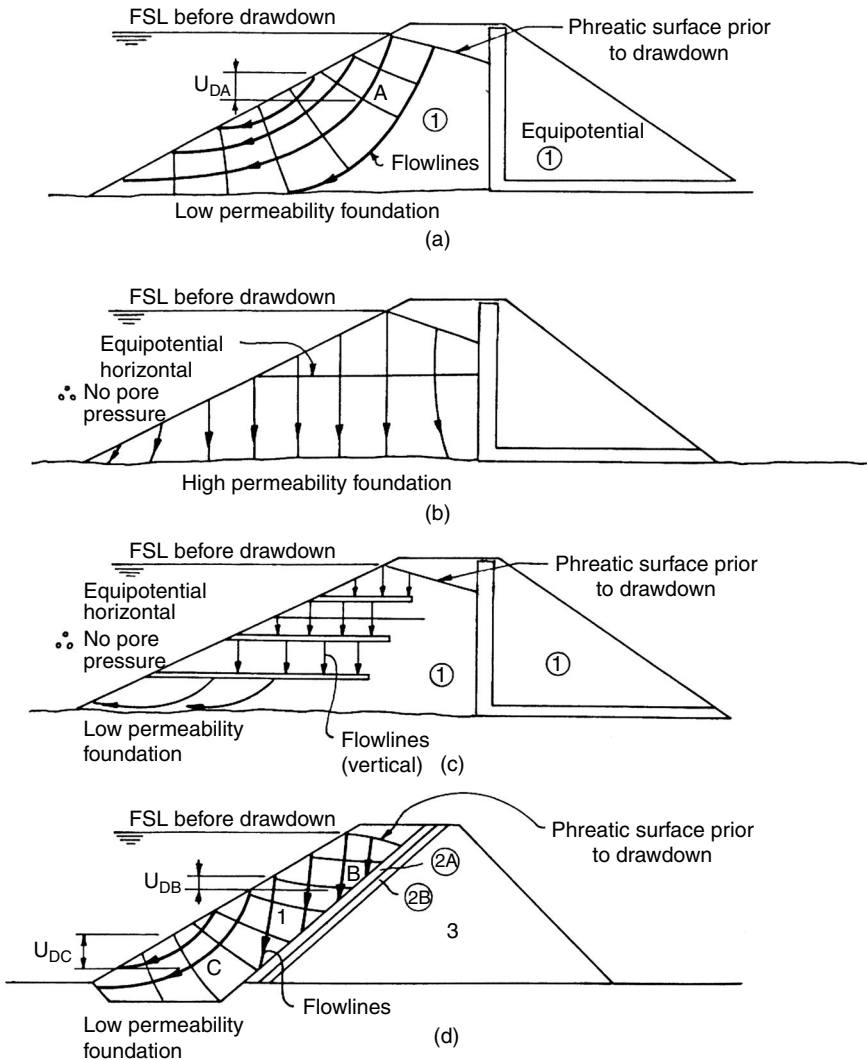 FSL before drawdown
Phreatic surface prior
to drawdown
U_DA
A
①
Equipotential
①
Flowlines
Low permeability foundation
(a)
FSL before drawdown
Equipotential
horizontal
∴ No pore
pressure
High permeability foundation
(b)
FSL before drawdown
Phreatic surface prior
to drawdown
Equipotential
horizontal
∴ No pore
pressure
①
①
Low permeability
foundation
Flowlines
(vertical)
(c)
FSL before drawdown
Phreatic surface prior
to drawdown
U_DB
B
2A
2B
1
3
U_DC
C
Flowlines
Low permeability
foundation
(d)